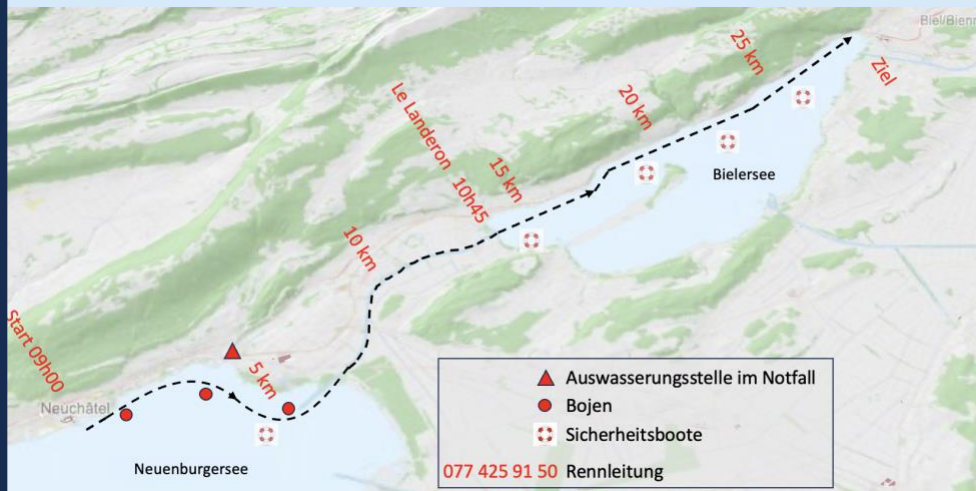 Biel/Bienn
25 km
Ziel
20 km
Le Landeron 10h45
15 km
Bielersee
10 km
Start 09h00
5 km
Neuchâtel
Neuenburgersee
Auswasserungsstelle im Notfall
Bojen
Sicherheitsboote
077 425 91 50 Rennleitung